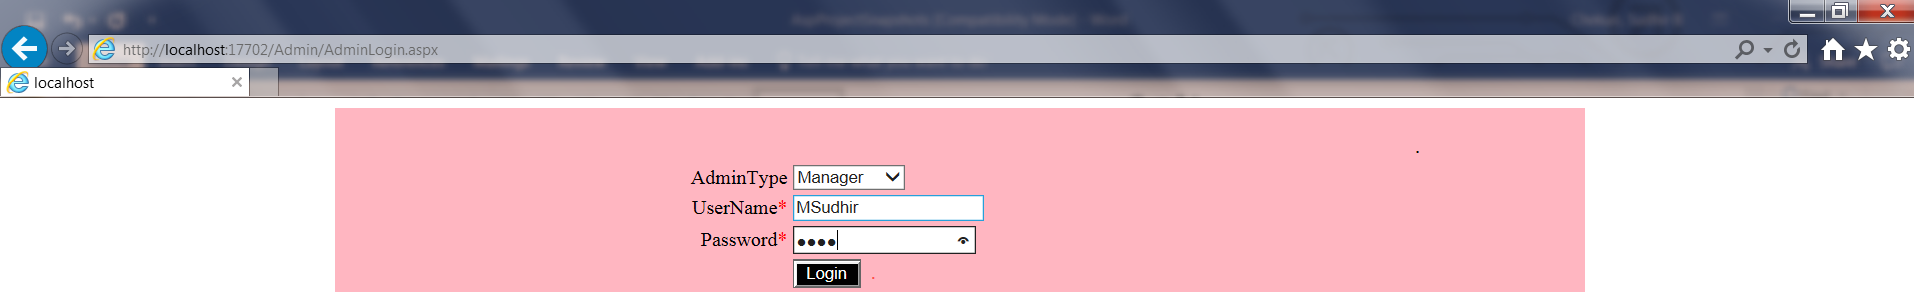 http://localhost:17702/Admin/AdminLogin.aspx
localhost
.
AdminType Manager
UserName* MSudhir
Password* ••••
Login .